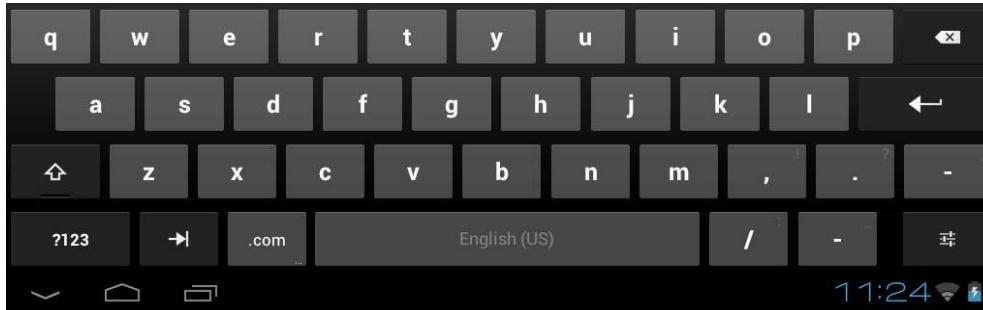 q w e r t y u i o p
a s d f g h j k l
z x c v b n m , ! . ? -
?123 .com English (US) / : - _
11:24